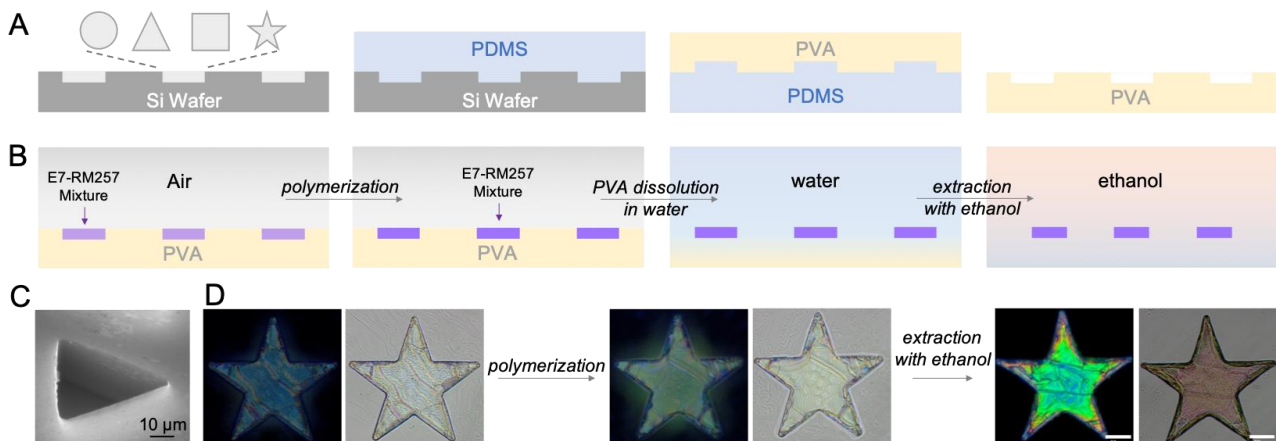 A
PDMS
PVA
Si Wafer
Si Wafer
PDMS
PVA
B
E7-RM257
Mixture
Air
PVA
polymerization
E7-RM257
Mixture
PVA
PVA dissolution
in water
water
extraction
with ethanol
ethanol
C
10 µm
D
polymerization
extraction
with ethanol